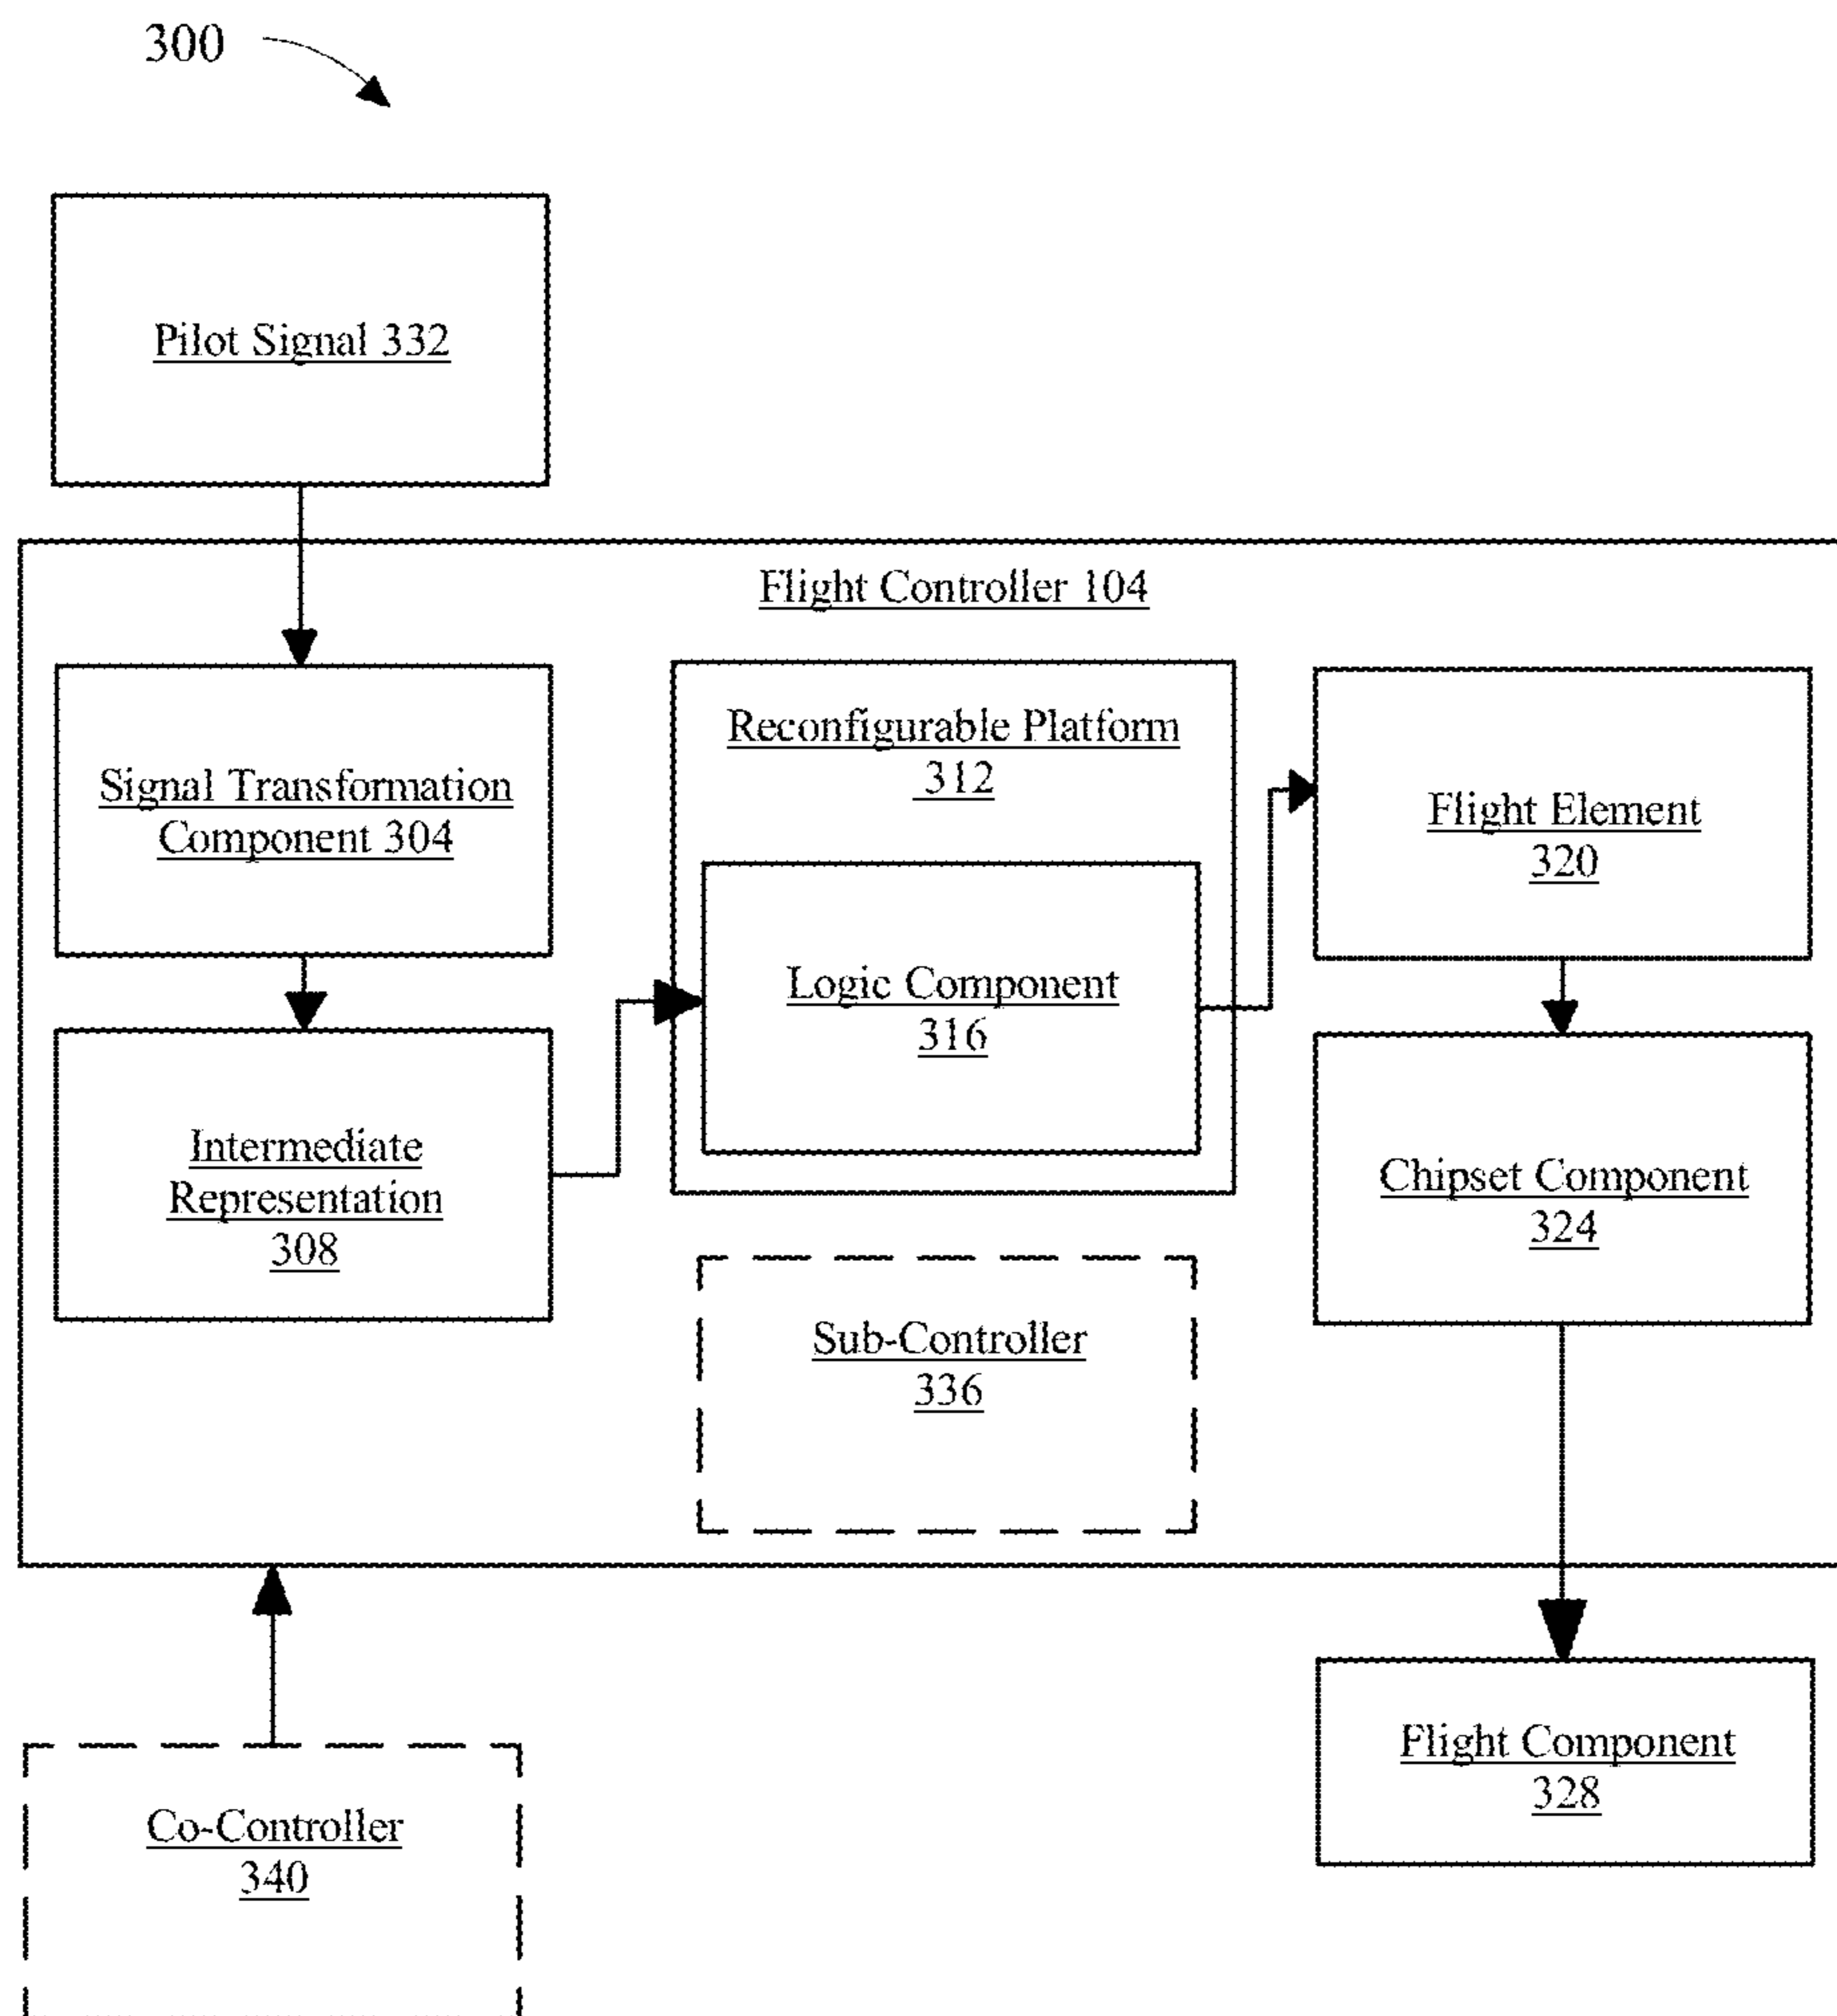 300
Pilot Signal 332
Flight Controller 104
Signal Transformation
Component 304
Intermediate
Representation
308
Reconfigurable Platform
312
Logic Component
316
Sub-Controller
336
Flight Element
320
Chipset Component
324
Flight Component
328
Co-Controller
340